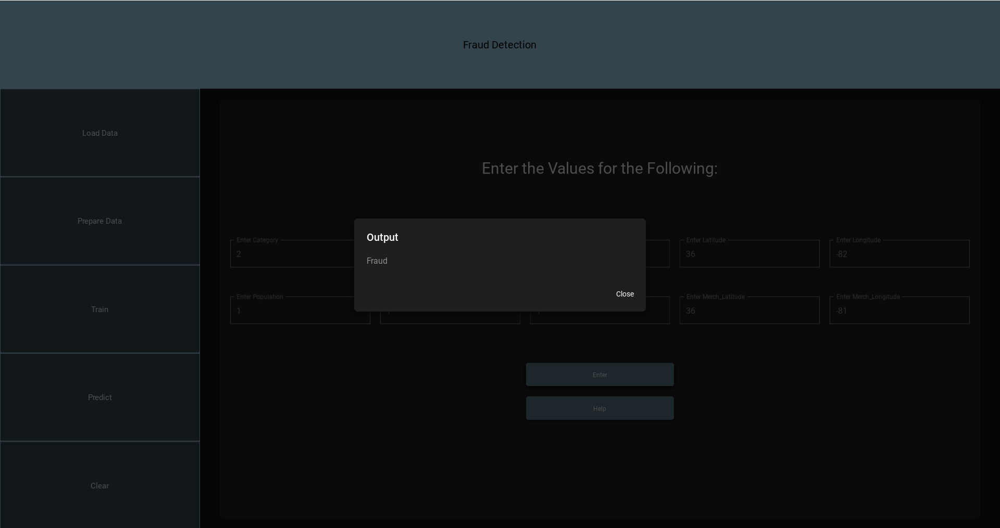 Fraud Detection
Load Data
Prepare Data
Train
Predict
Clear
Enter the Values for the Following:
Output
Fraud
Close
Enter Category
2
Enter Latitude
36
Enter Longitude
-82
Enter Population
1
Enter Merch_Latitude
36
Enter Merch_Longitude
-81
Enter
Help